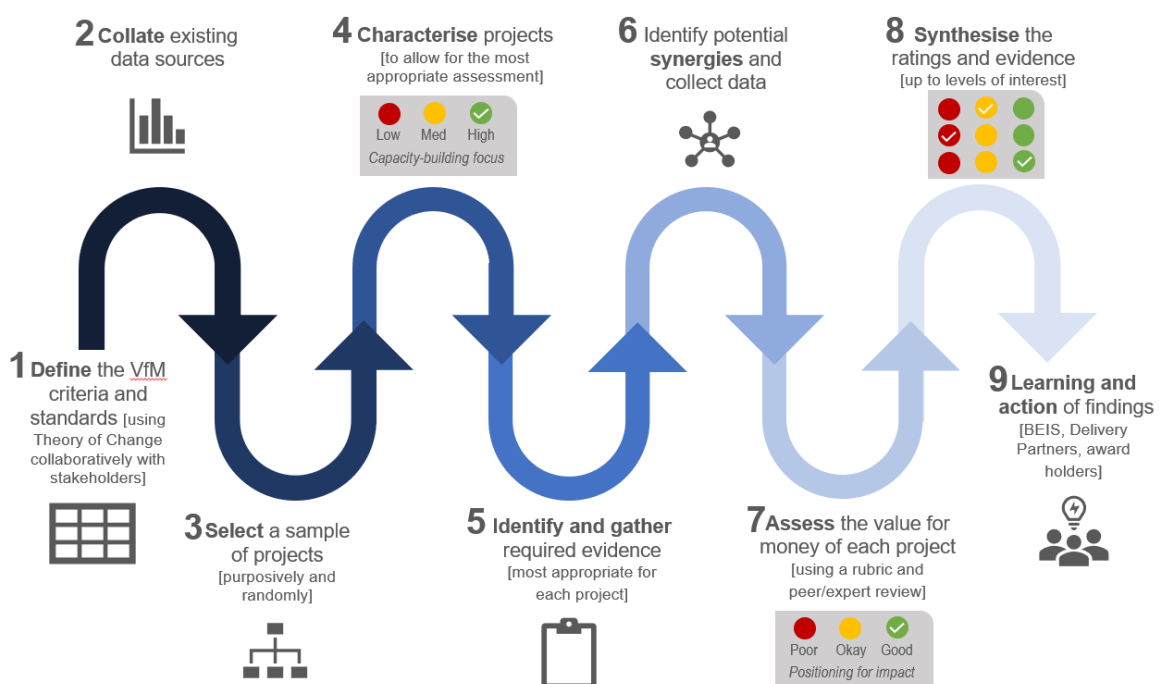 1 Define the VfM
criteria and
standards [using
Theory of Change
collaboratively with
stakeholders]
2 Collate existing
data sources
3 Select a sample
of projects
[purposively and
randomly]
4 Characterise projects
[to allow for the most
appropriate assessment]
Low Med High
Capacity-building focus
5 Identify and gather
required evidence
[most appropriate for
each project]
6 Identify potential
synergies and
collect data
7 Assess the value for
money of each project
[using a rubric and
peer/expert review]
Poor Okay Good
Positioning for impact
8 Synthesise the
ratings and evidence
[up to levels of interest]
9 Learning and
action of findings
[BEIS, Delivery
Partners, award
holders]